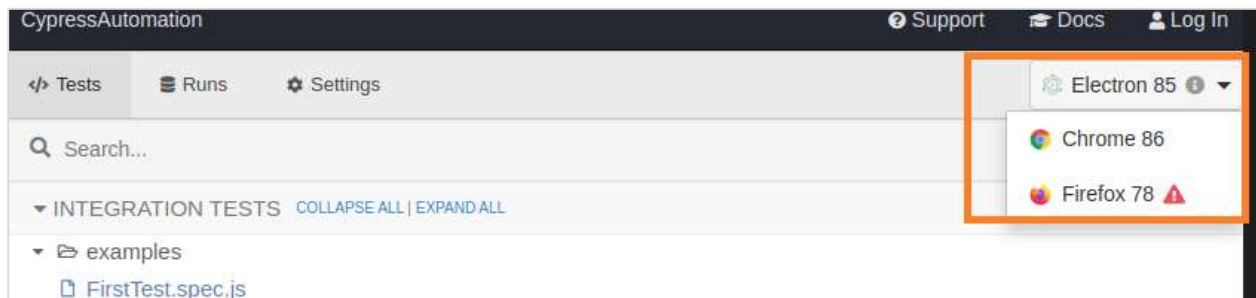 CypressAutomation Support Docs Log In
</> Tests Runs Settings Electron 85
Search... Chrome 86
Firefox 78
INTEGRATION TESTS COLLAPSE ALL | EXPAND ALL
examples
FirstTest.spec.js